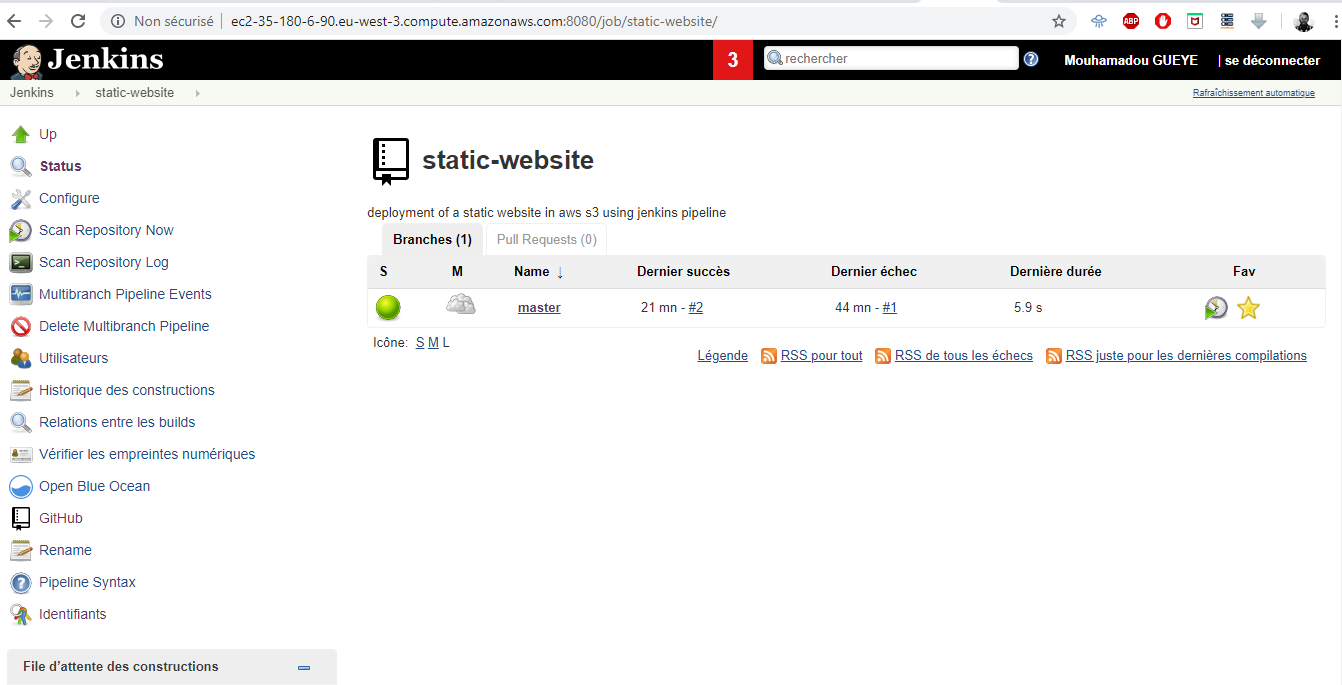 Non sécurisé | ec2-35-180-6-90.eu-west-3.compute.amazonaws.com:8080/job/static-website/
ABP
Jenkins
3
rechercher
Mouhamadou GUEYE
| se déconnecter
Jenkins
static-website
Rafraîchissement automatique
Up
Status
Configure
Scan Repository Now
Scan Repository Log
Multibranch Pipeline Events
Delete Multibranch Pipeline
Utilisateurs
Historique des constructions
Relations entre les builds
Vérifier les empreintes numériques
Open Blue Ocean
GitHub
Rename
Pipeline Syntax
Identifiants
File d’attente des constructions
static-website
deployment of a static website in aws s3 using jenkins pipeline
Branches (1)
Pull Requests (0)
S M Name ↓ Dernier succès Dernier échec Dernière durée Fav
master 21 mn - #2 44 mn - #1 5.9 s
Icône: S M L
Légende RSS pour tout RSS de tous les échecs RSS juste pour les dernières compilations